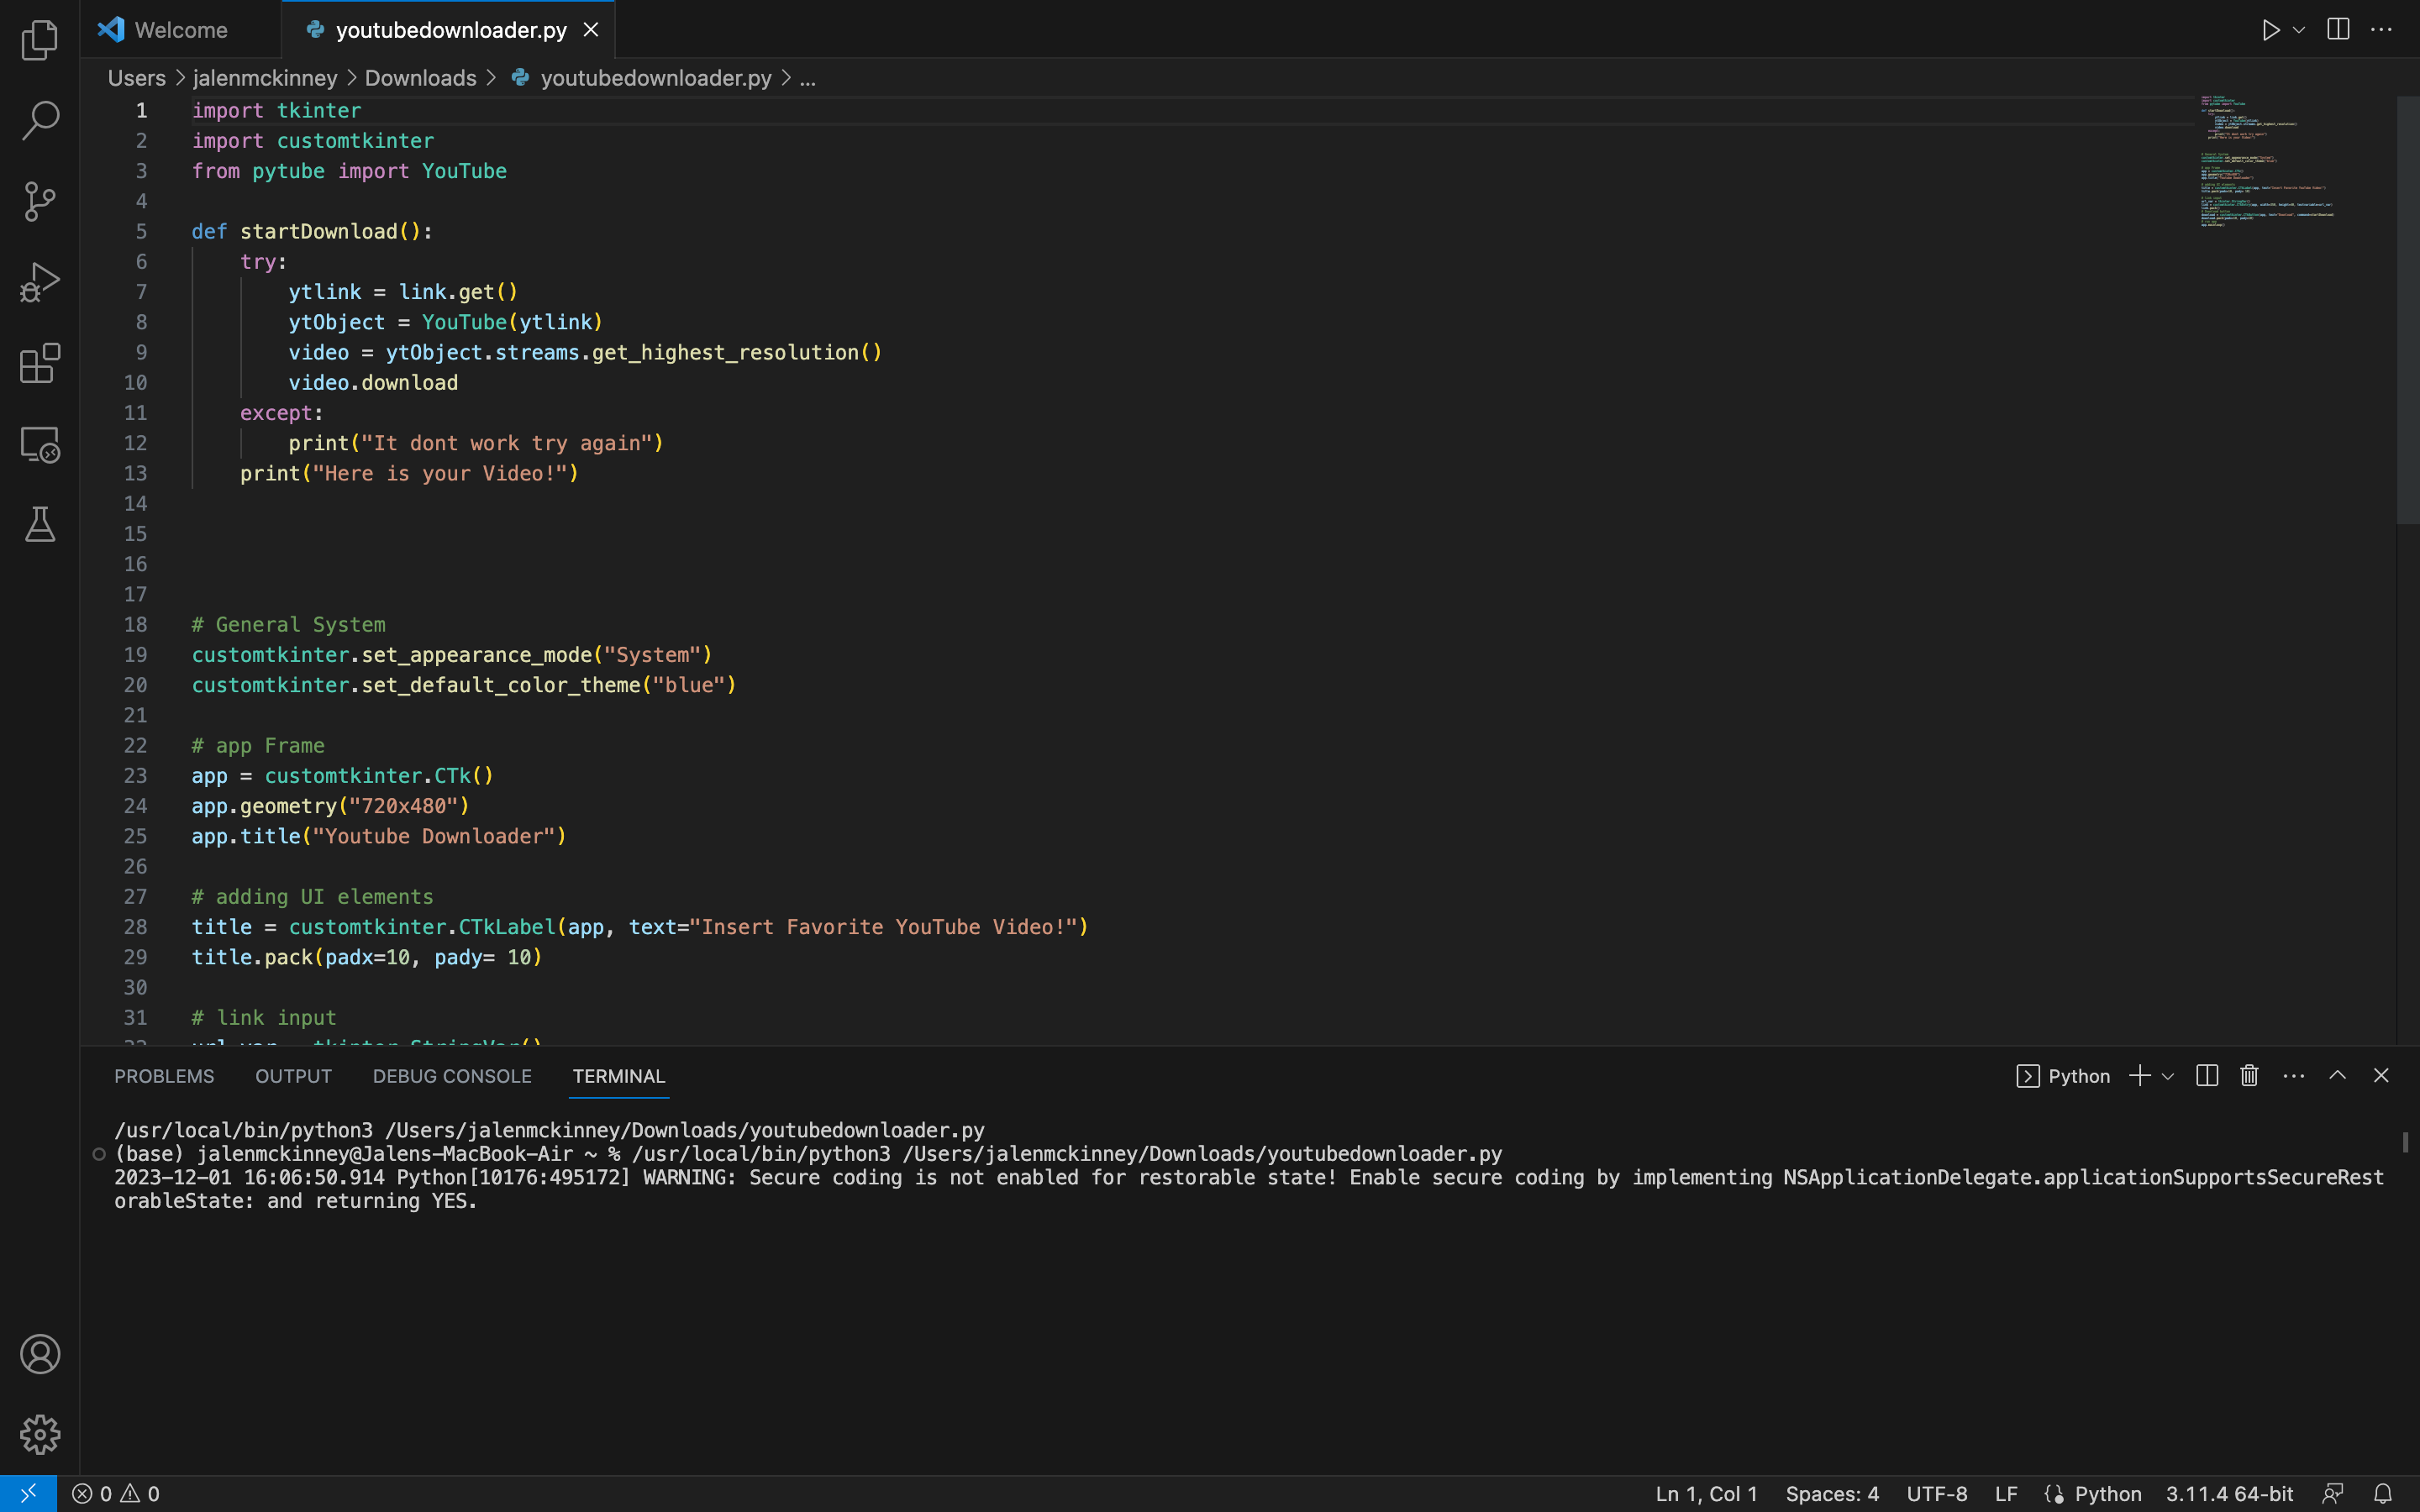 Welcome
youtubedownloader.py
Users > jalenmckinney > Downloads > youtubedownloader.py > ...
1 import tkinter
2 import customtkinter
3 from pytube import YouTube
4
5 def startDownload():
6     try:
7         ytlink = link.get()
8         ytObject = YouTube(ytlink)
9         video = ytObject.streams.get_highest_resolution()
10         video.download
11     except:
12         print("It dont work try again")
13     print("Here is your Video!")
14
15
16
17
18 # General System
19 customtkinter.set_appearance_mode("System")
20 customtkinter.set_default_color_theme("blue")
21
22 # app Frame
23 app = customtkinter.CTk()
24 app.geometry("720x480")
25 app.title("Youtube Downloader")
26
27 # adding UI elements
28 title = customtkinter.CTkLabel(app, text="Insert Favorite YouTube Video!")
29 title.pack(padx=10, pady= 10)
30
31 # link input
32 url_var = tkinter.StringVar()
PROBLEMS OUTPUT DEBUG CONSOLE TERMINAL Python
/usr/local/bin/python3 /Users/jalenmckinney/Downloads/youtubedownloader.py
(base) jalenmckinney@Jalens-MacBook-Air ~ % /usr/local/bin/python3 /Users/jalenmckinney/Downloads/youtubedownloader.py
2023-12-01 16:06:50.914 Python[10176:495172] WARNING: Secure coding is not enabled for restorable state! Enable secure coding by implementing NSApplicationDelegate.applicationSupportsSecureRest
orableState: and returning YES.
0 0 Ln 1, Col 1 Spaces: 4 UTF-8 LF Python 3.11.4 64-bit